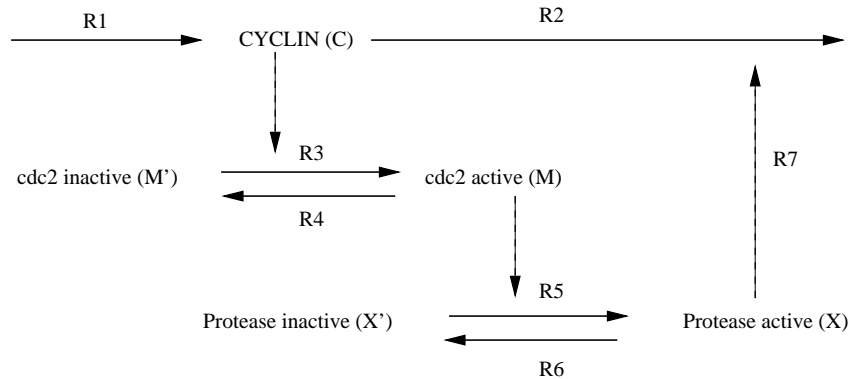 R1
R2
CYCLIN (C)
R3
R7
cdc2 inactive (M’)
cdc2 active (M)
R4
R5
Protease inactive (X’)
Protease active (X)
R6